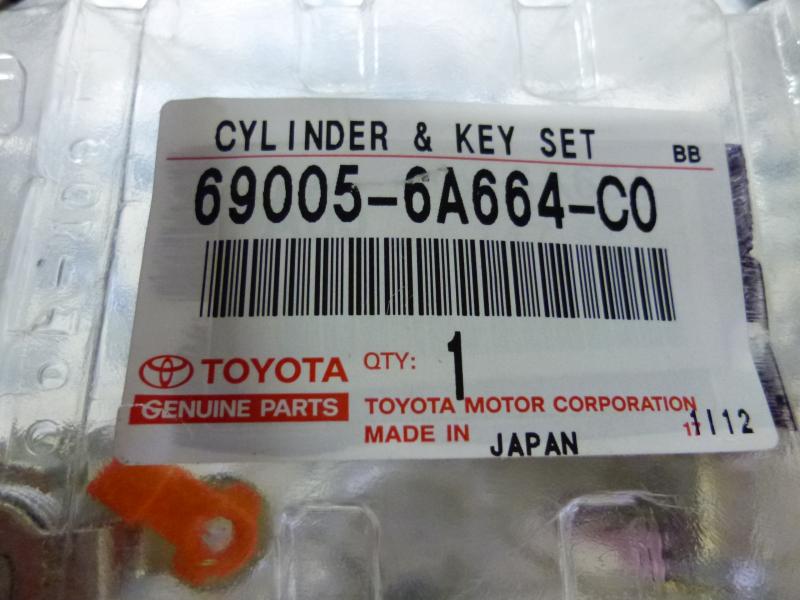 CYLINDER & KEY SET BB
69005-6A664-C0
TOYOTA QTY: 1
GENUINE PARTS TOYOTA MOTOR CORPORATION
MADE IN JAPAN 1112